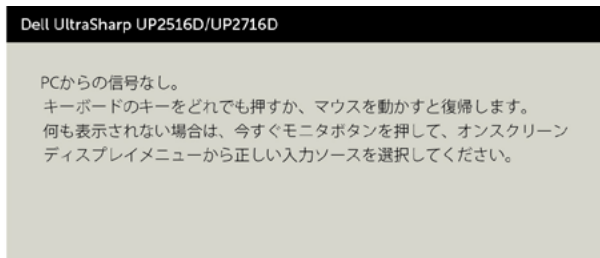 Dell UltraSharp UP2516D/UP2716D
PCからの信号なし。
キーボードのキーをどれでも押すか、マウスを動かすと復帰します。
何も表示されない場合は、今すぐモニタボタンを押して、オンスクリーン
ディスプレイメニューから正しい入力ソースを選択してください。